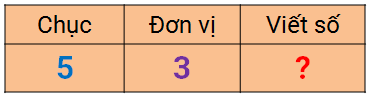 Chục Đơn vị Viết số
5 3 ?